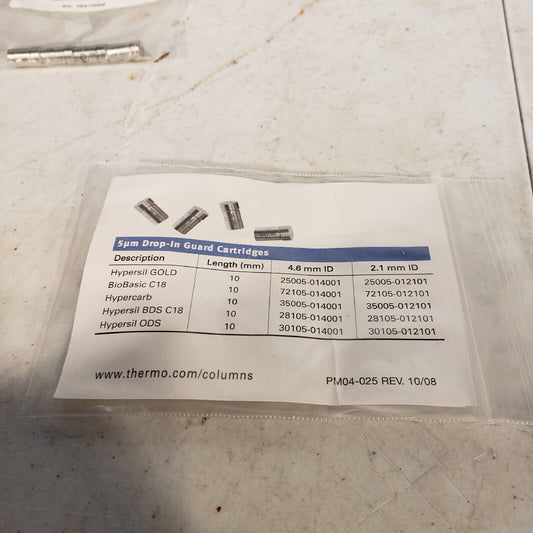 5µm Drop-In Guard Cartridges
Description Length (mm) 4.6 mm ID 2.1 mm ID
Hypersil GOLD 10 25005-014001 25005-012101
BioBasic C18 10 72105-014001 72105-012101
Hypercarb 10 35005-014001 35005-012101
Hypersil BDS C18 10 28105-014001 28105-012101
Hypersil ODS 10 30105-014001 30105-012101
www.thermo.com/columns PM04-025 REV. 10/08